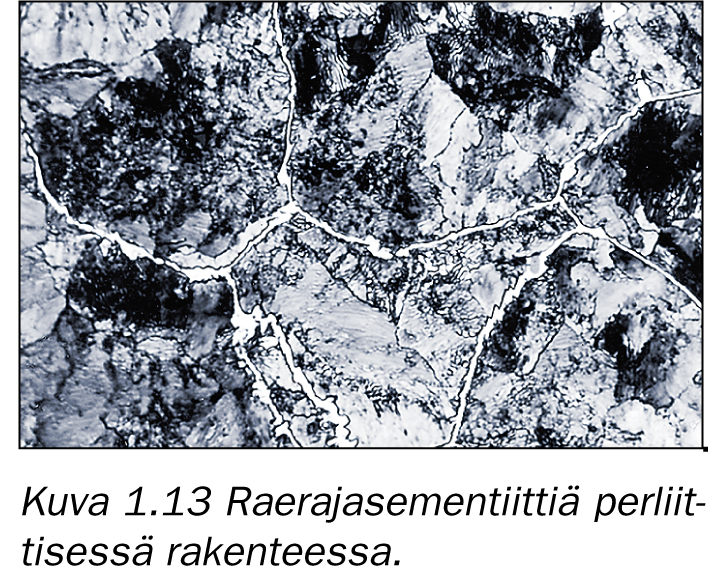 Kuva 1.13 Raerajasementiittiä perliit-
tisessä rakenteessa.